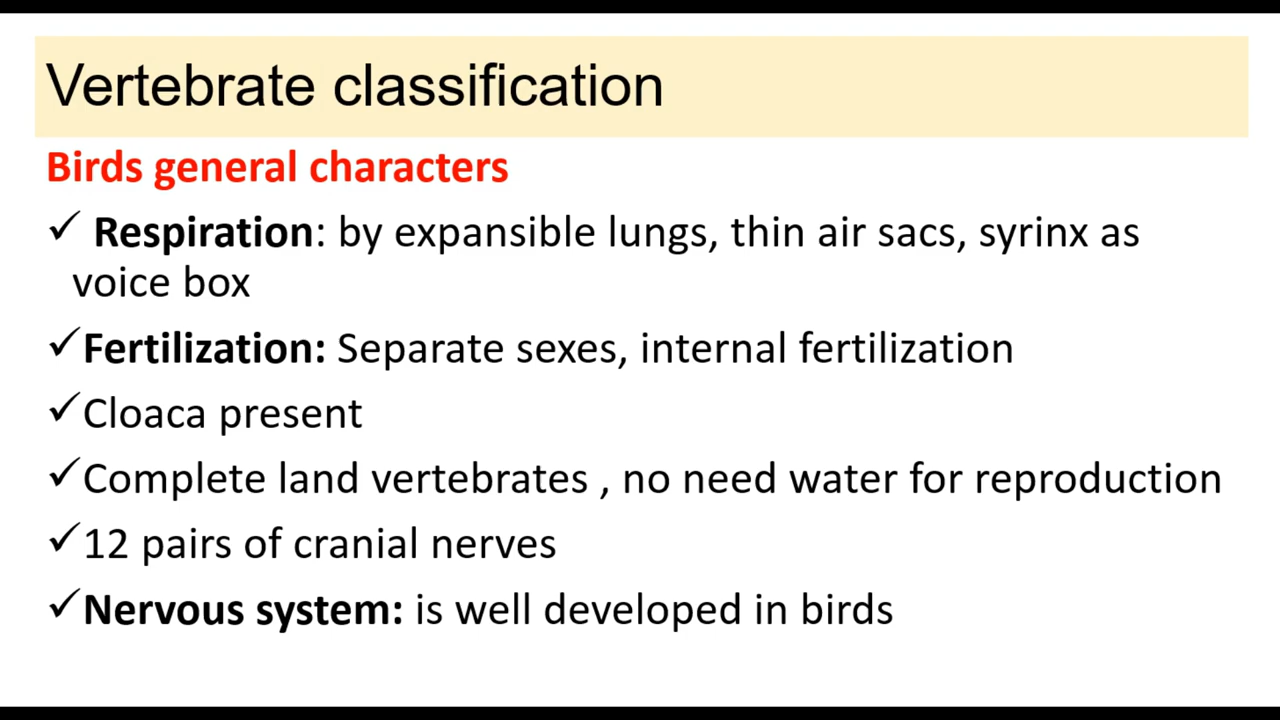 Vertebrate classification
Birds general characters
✓ Respiration: by expansible lungs, thin air sacs, syrinx as
voice box
✓Fertilization: Separate sexes, internal fertilization
✓Cloaca present
✓Complete land vertebrates , no need water for reproduction
✓12 pairs of cranial nerves
✓Nervous system: is well developed in birds